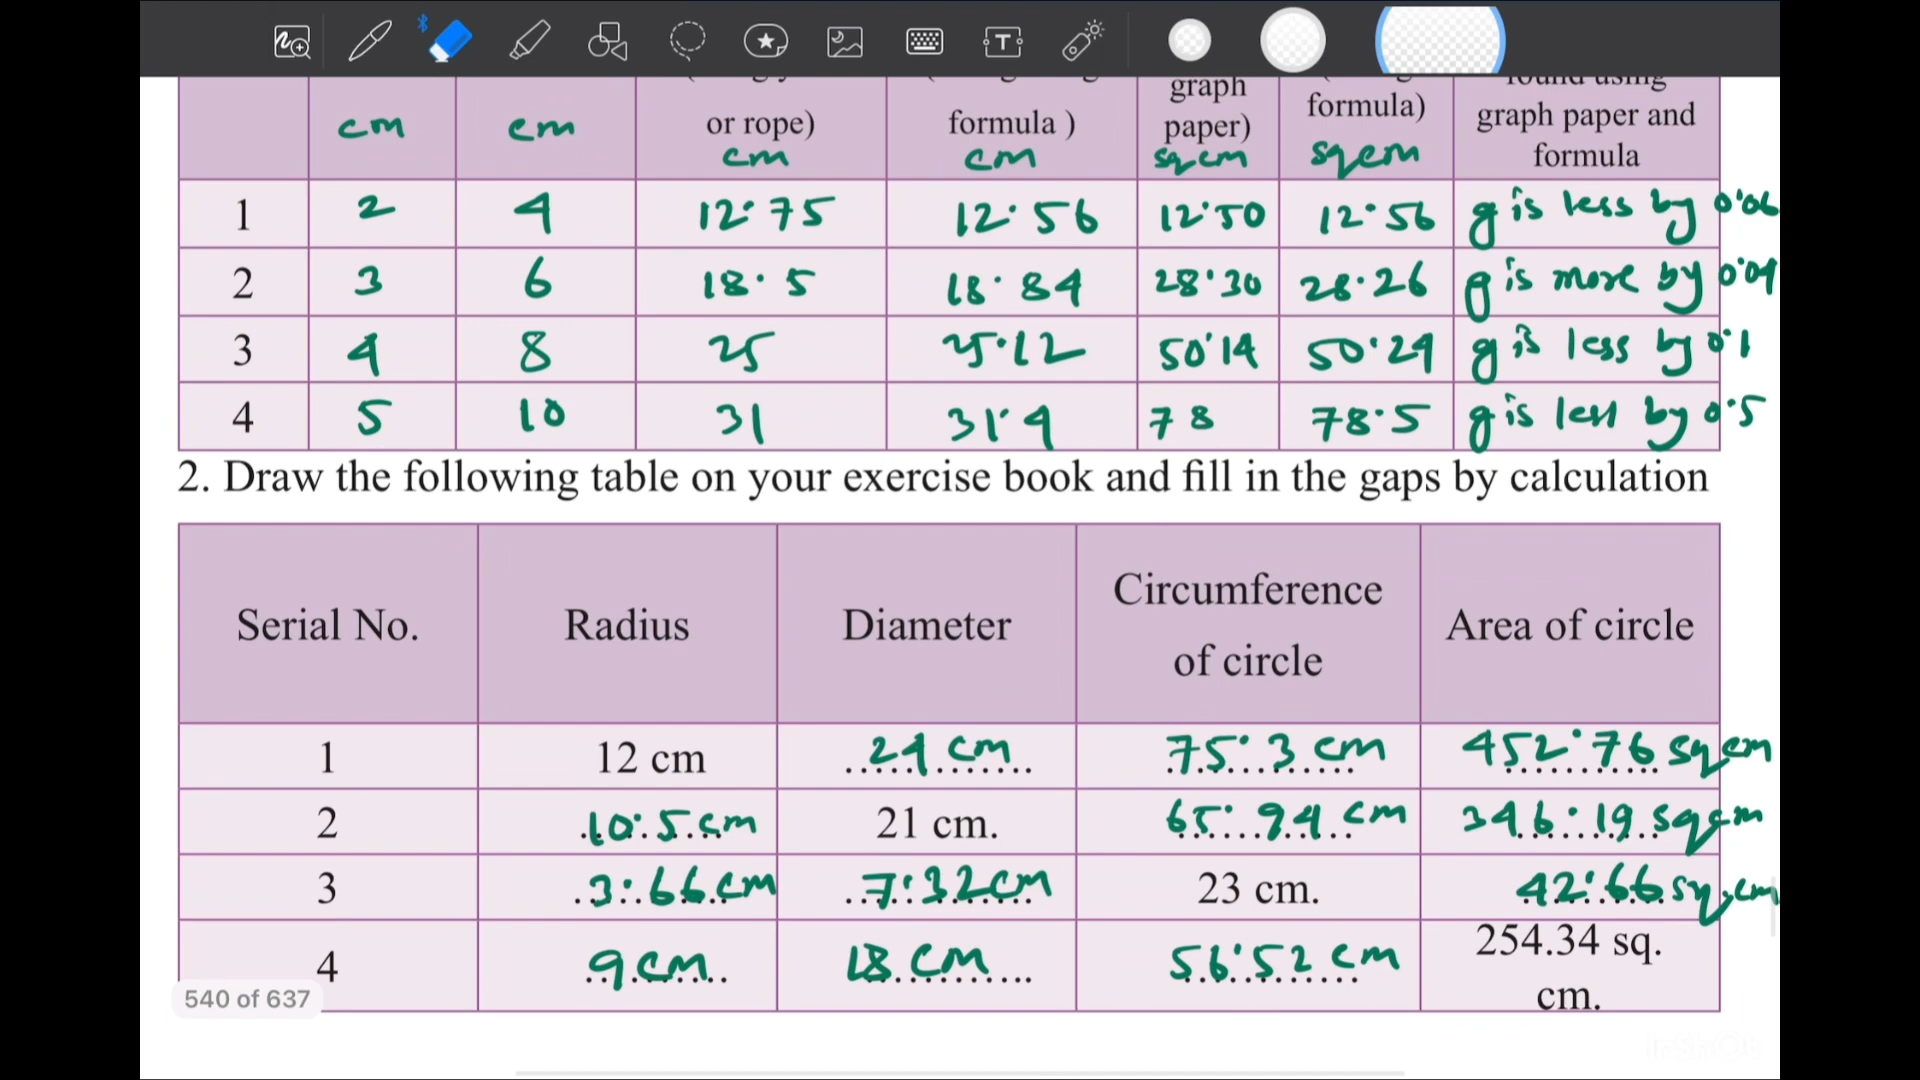 graph
found using
or rope)
formula )
paper)
formula)
graph paper and
formula
cm
cm
cm
cm
sq cm
sq cm
1 2 4 12.75 12.56 12.50 12.56 g is less by 0.06
2 3 6 18.5 18.84 28.30 28.26 g is more by 0.04
3 4 8 25 25.12 50.14 50.24 g is less by 0.1
4 5 10 31 31.4 78 78.5 g is less by 0.5
2. Draw the following table on your exercise book and fill in the gaps by calculation
Serial No. Radius Diameter Circumference of circle Area of circle
1 12 cm 24 cm 75.3 cm 452.76 sq cm
2 10.5 cm 21 cm. 65.94 cm 346.19 sq cm
3 3.66 cm 7.32 cm 23 cm. 42.66 sq. cm
4 9 cm 18 cm 56.52 cm 254.34 sq. cm.
540 of 637